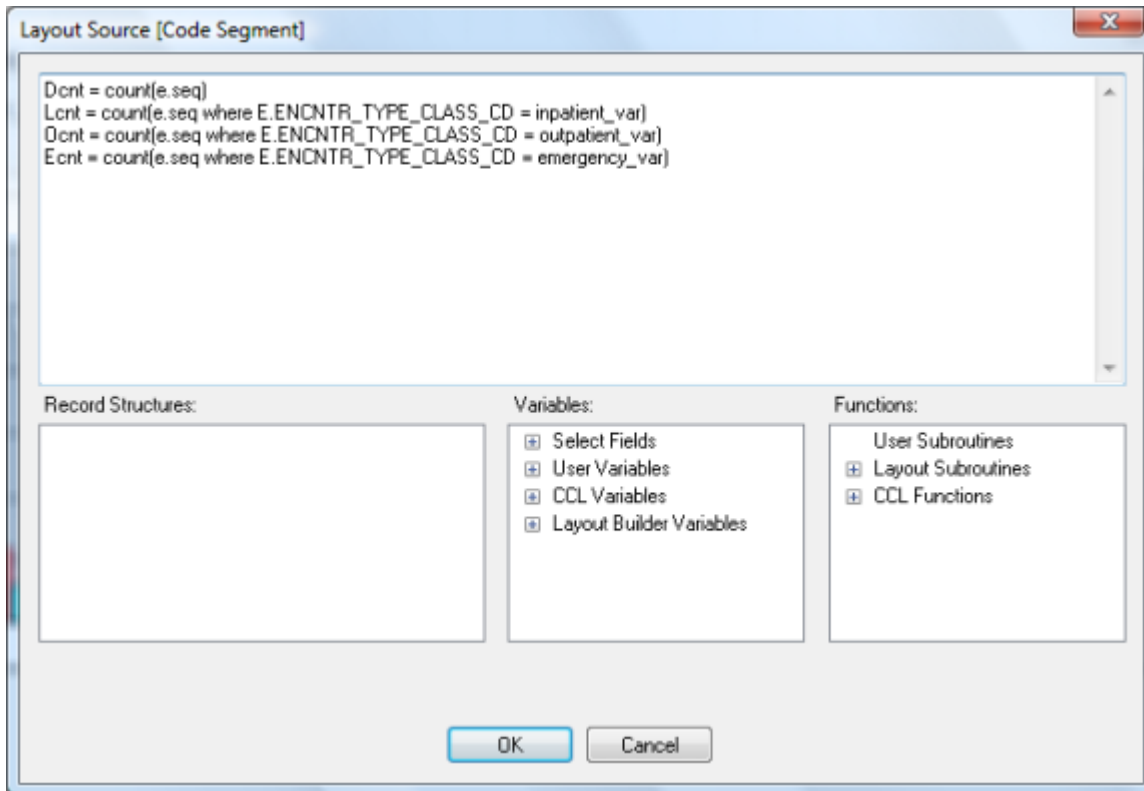 Layout Source [Code Segment]
Dcnt = count(e.seq)
Lcnt = count(e.seq where E.ENCNTR_TYPE_CLASS_CD = inpatient_var)
Ocnt = count(e.seq where E.ENCNTR_TYPE_CLASS_CD = outpatient_var)
Ecnt = count(e.seq where E.ENCNTR_TYPE_CLASS_CD = emergency_var)
Record Structures:
Variables:
Select Fields
User Variables
CCL Variables
Layout Builder Variables
Functions:
User Subroutines
Layout Subroutines
CCL Functions
OK
Cancel